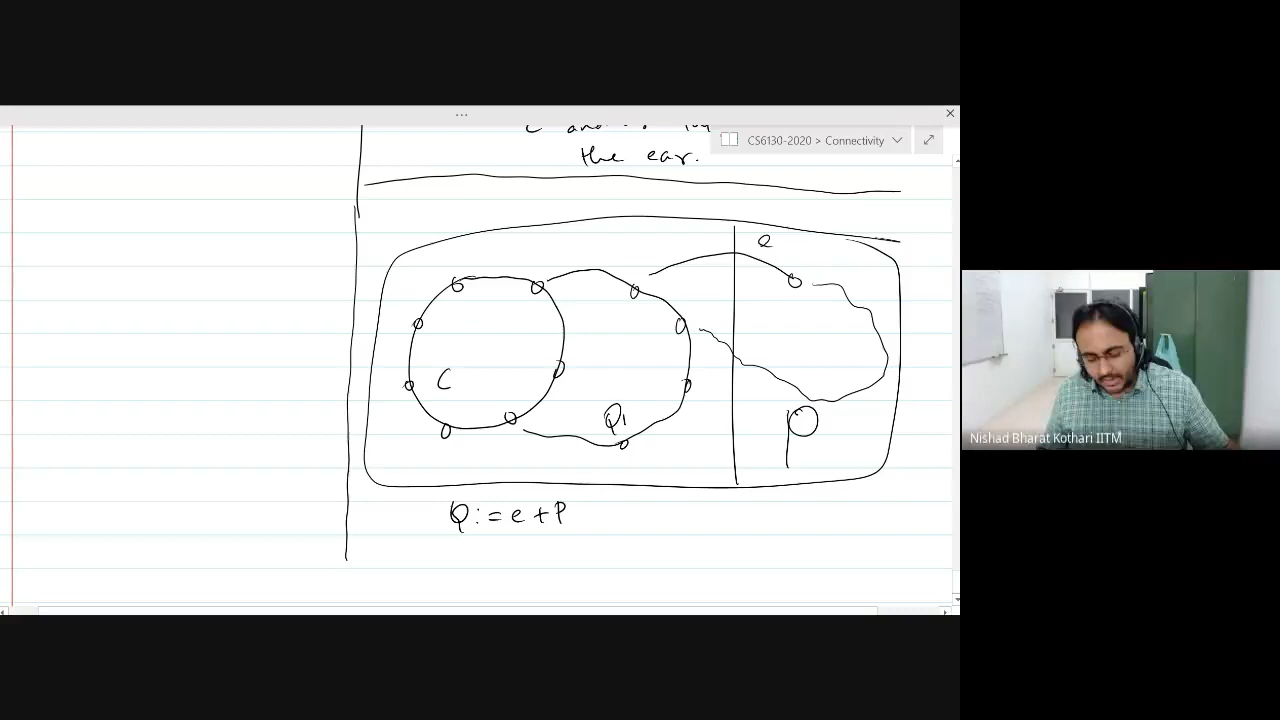 the ear.
CS6130-2020 > Connectivity
e
C
Q1
P
Q := e + P
Nishad Bharat Kothari IITM